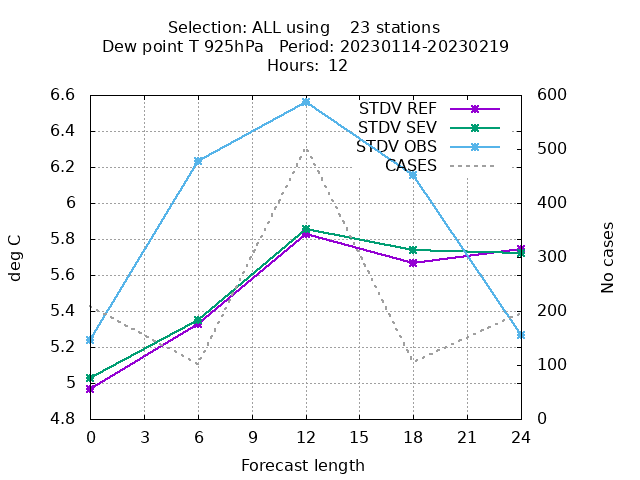 Selection: ALL using    23 stations
Dew point T 925hPa   Period: 20230114-20230219
Hours:  12
STDV REF
STDV SEV
STDV OBS
CASES
6.6
6.4
6.2
6
5.8
5.6
5.4
5.2
5
4.8
600
500
400
300
200
100
0
deg C
No cases
0 3 6 9 12 15 18 21 24
Forecast length